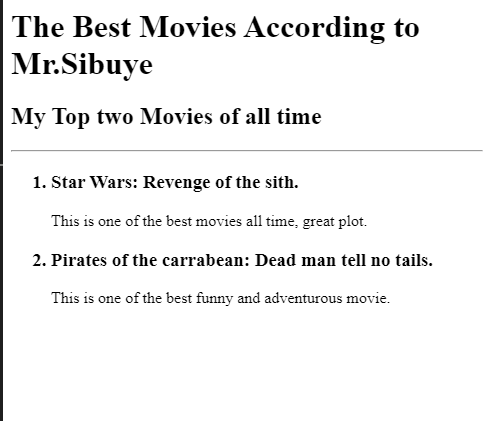 The Best Movies According to
Mr.Sibuye
My Top two Movies of all time
1. Star Wars: Revenge of the sith.
This is one of the best movies all time, great plot.
2. Pirates of the carrabean: Dead man tell no tails.
This is one of the best funny and adventurous movie.